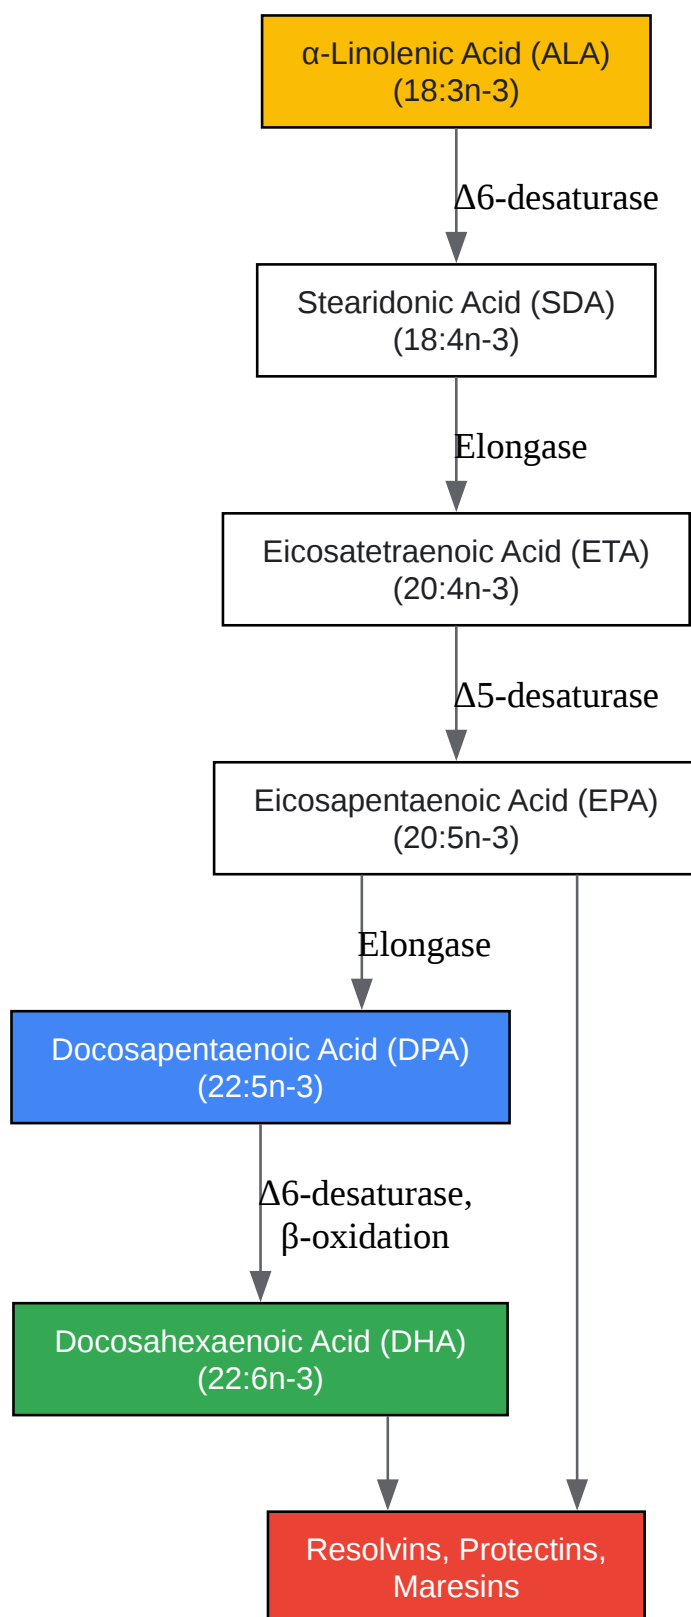 α-Linolenic Acid (ALA)
(18:3n-3)
Δ6-desaturase
Stearidonic Acid (SDA)
(18:4n-3)
Elongase
Eicosatetraenoic Acid (ETA)
(20:4n-3)
Δ5-desaturase
Eicosapentaenoic Acid (EPA)
(20:5n-3)
Elongase
Docosapentaenoic Acid (DPA)
(22:5n-3)
Δ6-desaturase,
β-oxidation
Docosahexaenoic Acid (DHA)
(22:6n-3)
Resolvins, Protectins,
Maresins